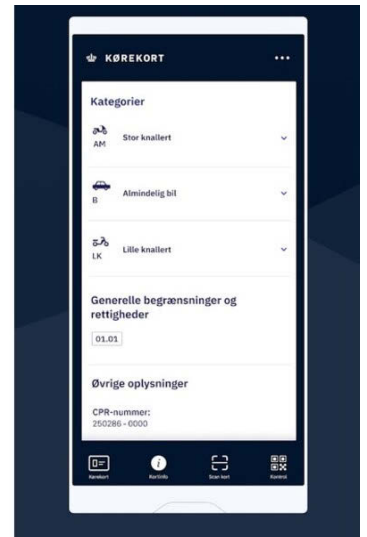 KØREKORT
Kategorier
AM
Stor knallert
B
Almindelig bil
LK
Lille knallert
Generelle begrænsninger og
rettigheder
01.01
Øvrige oplysninger
CPR-nummer:
250286 - 0000
Kørekort
Kortinfo
Scan kort
Kontrol